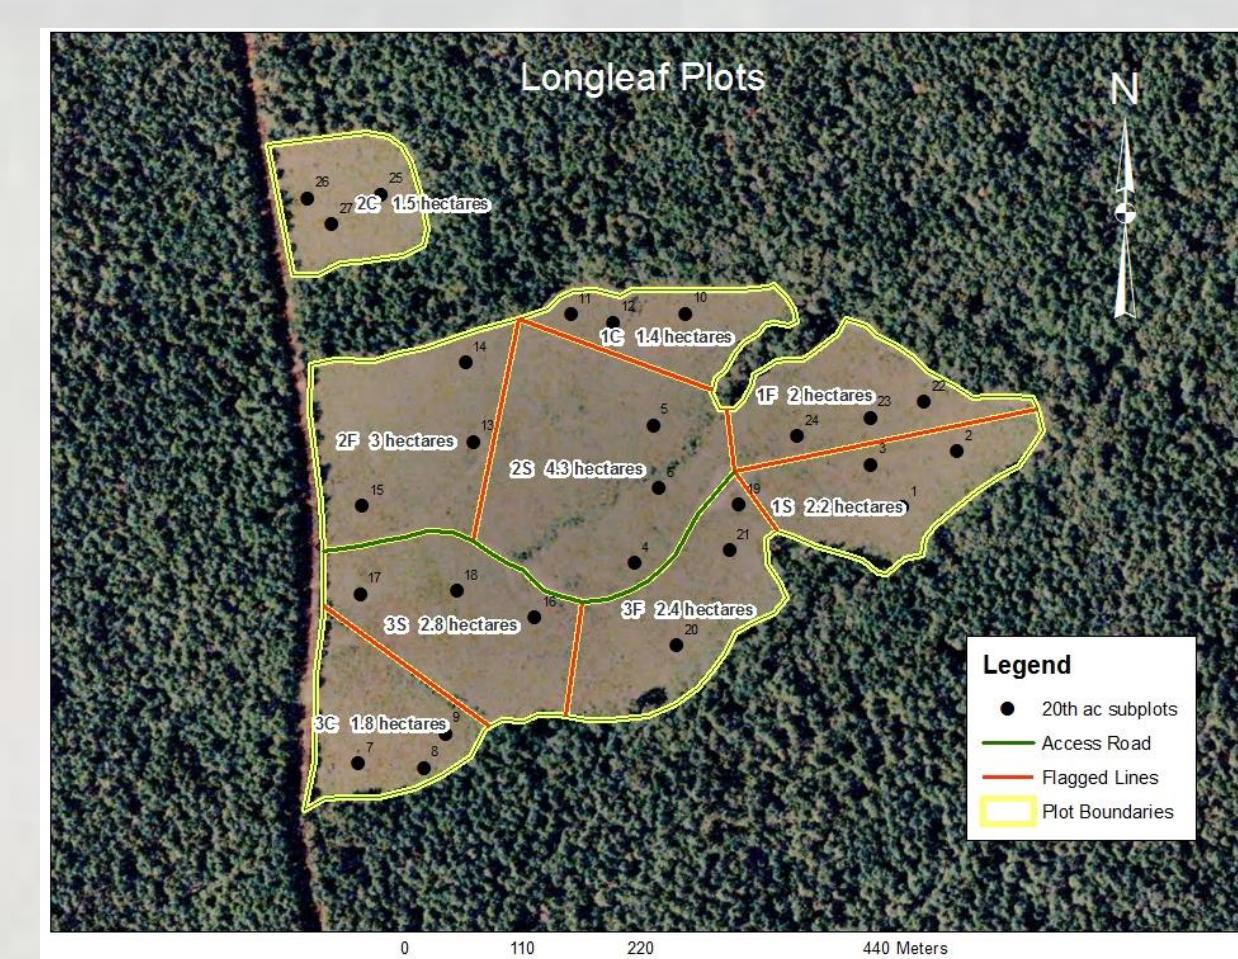 Longleaf Plots
N
26
25
27
2C 1.5 hectares
11
12
10
1C 1.4 hectares
14
22
1F 2 hectares
23
24
5
13
2F 3 hectares
2
3
2S 4.3 hectares
6
15
19
1S 2.2 hectares
1
21
4
17
18
16
3F 2.4 hectares
3S 2.8 hectares
20
3C 1.8 hectares
9
7
8
Legend
20th ac subplots
Access Road
Flagged Lines
Plot Boundaries
0 110 220 440 Meters